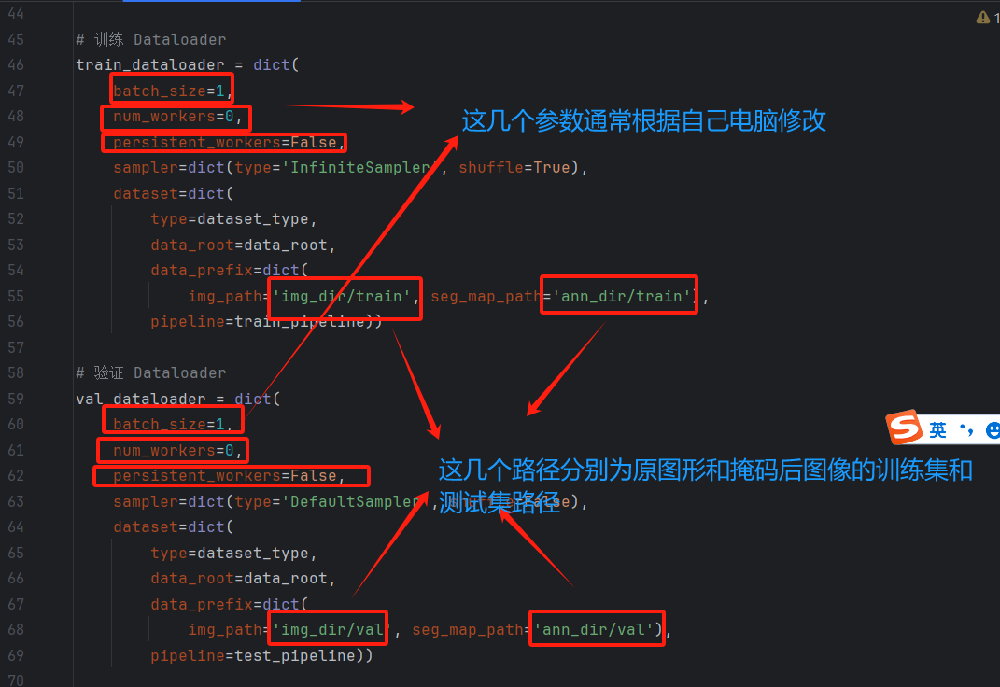 44
45 # 训练 Dataloader
46 train_dataloader = dict(
47 batch_size=1,
48 num_workers=0,
这几个参数通常根据自己电脑修改
49 persistent_workers=False,
50 sampler=dict(type='InfiniteSampler', shuffle=True),
51 dataset=dict(
52 type=dataset_type,
53 data_root=data_root,
54 data_prefix=dict(
55 img_path='img_dir/train', seg_map_path='ann_dir/train'),
56 pipeline=train_pipeline))
57
58 # 验证 Dataloader
59 val_dataloader = dict(
60 batch_size=1,
英
61 num_workers=0,
62 persistent_workers=False,
这几个路径分别为原图形和掩码后图像的训练集和
测试集路径
63 sampler=dict(type='DefaultSampler', shuffle=False),
64 dataset=dict(
65 type=dataset_type,
66 data_root=data_root,
67 data_prefix=dict(
68 img_path='img_dir/val', seg_map_path='ann_dir/val'),
69 pipeline=test_pipeline))
70